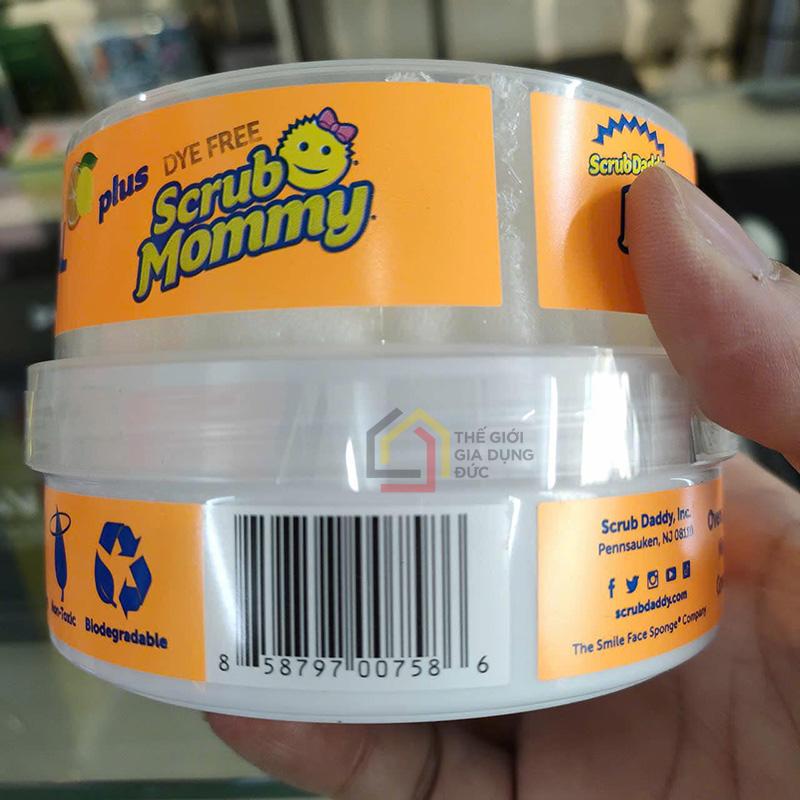 plus
DYE FREE
Scrub
Mommy
ScrubDaddy
THẾ GIỚI
GIA DỤNG
ĐỨC
Non-Toxic
Biodegradable
8 58797 00758 6
Scrub Daddy, Inc.
Pennsauken, NJ 08110
scrubdaddy.com
The Smile Face Sponge® Company